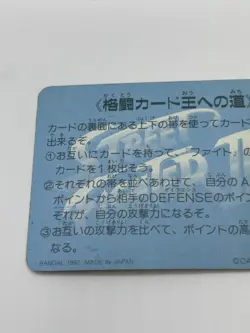 《格闘カード王への道》
カードの裏面にある上下の帯を使ってカード
出来るぞ。
①お互いにカードを持って、"ファイト"の
カードを1枚出そう。
②それぞれの帯を並べあわせて、自分のA
ポイントから相手のDEFENSEのポイ
それが、自分の攻撃力になるぞ。
③お互いの攻撃力を比べて、ポイントの高
なる。
BANDAI 1992 MADE IN JAPAN